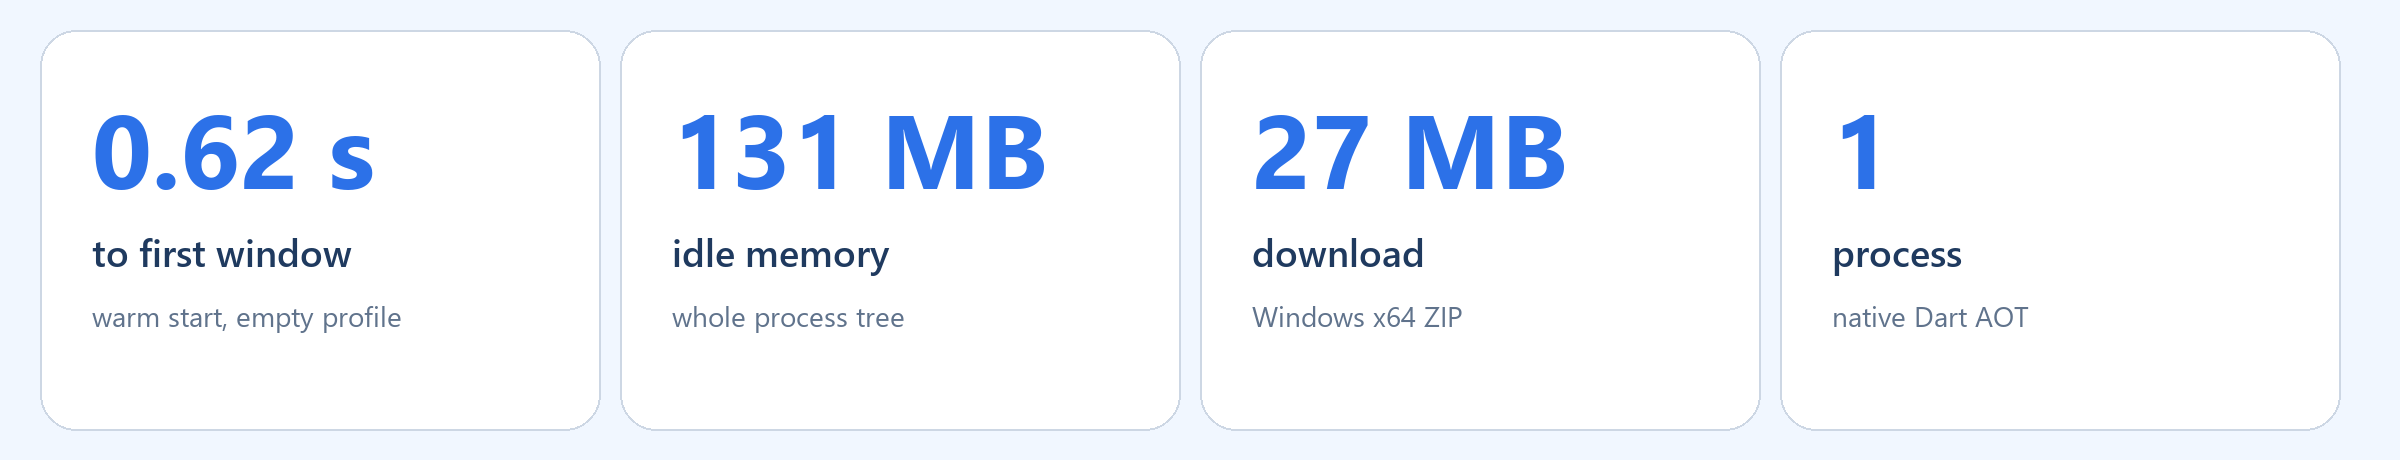 0.62 s
to first window
warm start, empty profile
131 MB
idle memory
whole process tree
27 MB
download
Windows x64 ZIP
1
process
native Dart AOT